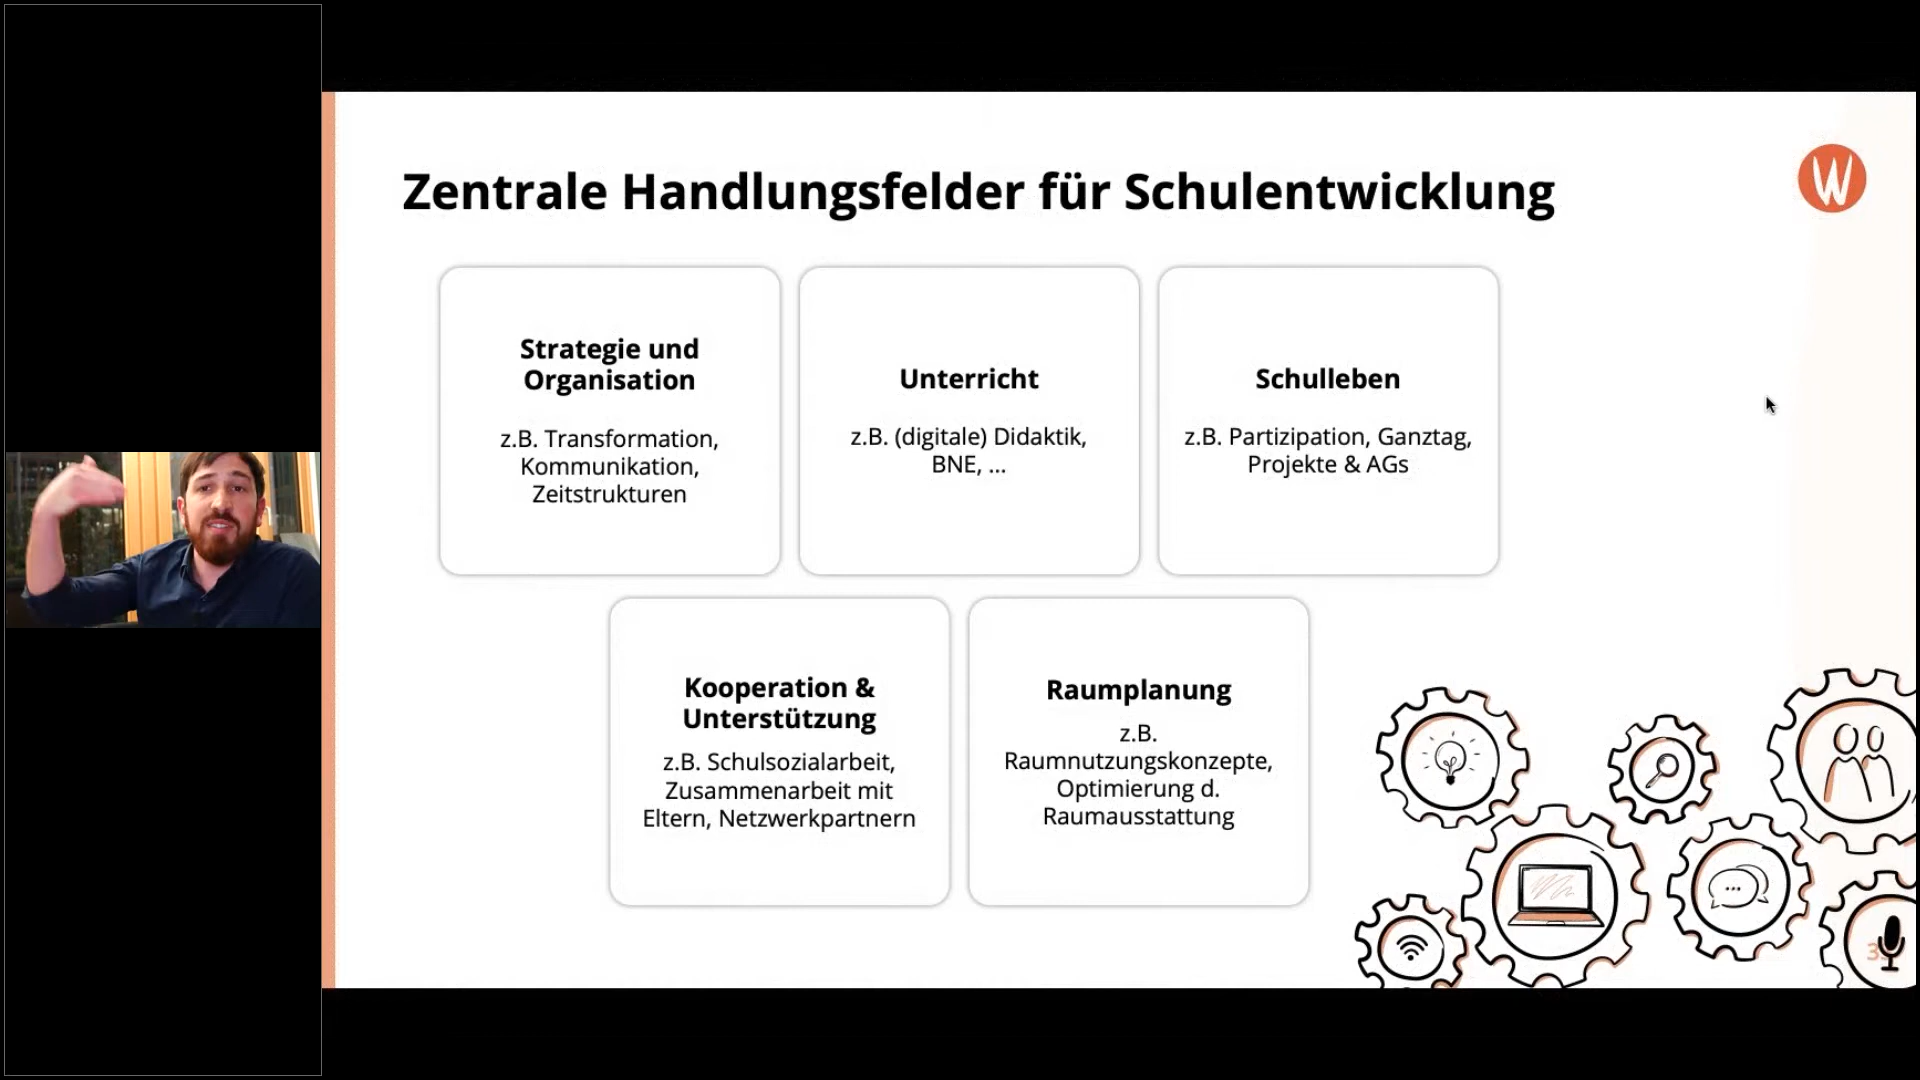 Zentrale Handlungsfelder für Schulentwicklung
W
Strategie und
Organisation
z.B. Transformation,
Kommunikation,
Zeitstrukturen
Unterricht
z.B. (digitale) Didaktik,
BNE, ...
Schulleben
z.B. Partizipation, Ganztag,
Projekte & AGs
Kooperation &
Unterstützung
z.B. Schulsozialarbeit,
Zusammenarbeit mit
Eltern, Netzwerkpartnern
Raumplanung
z.B.
Raumnutzungskonzepte,
Optimierung d.
Raumausstattung